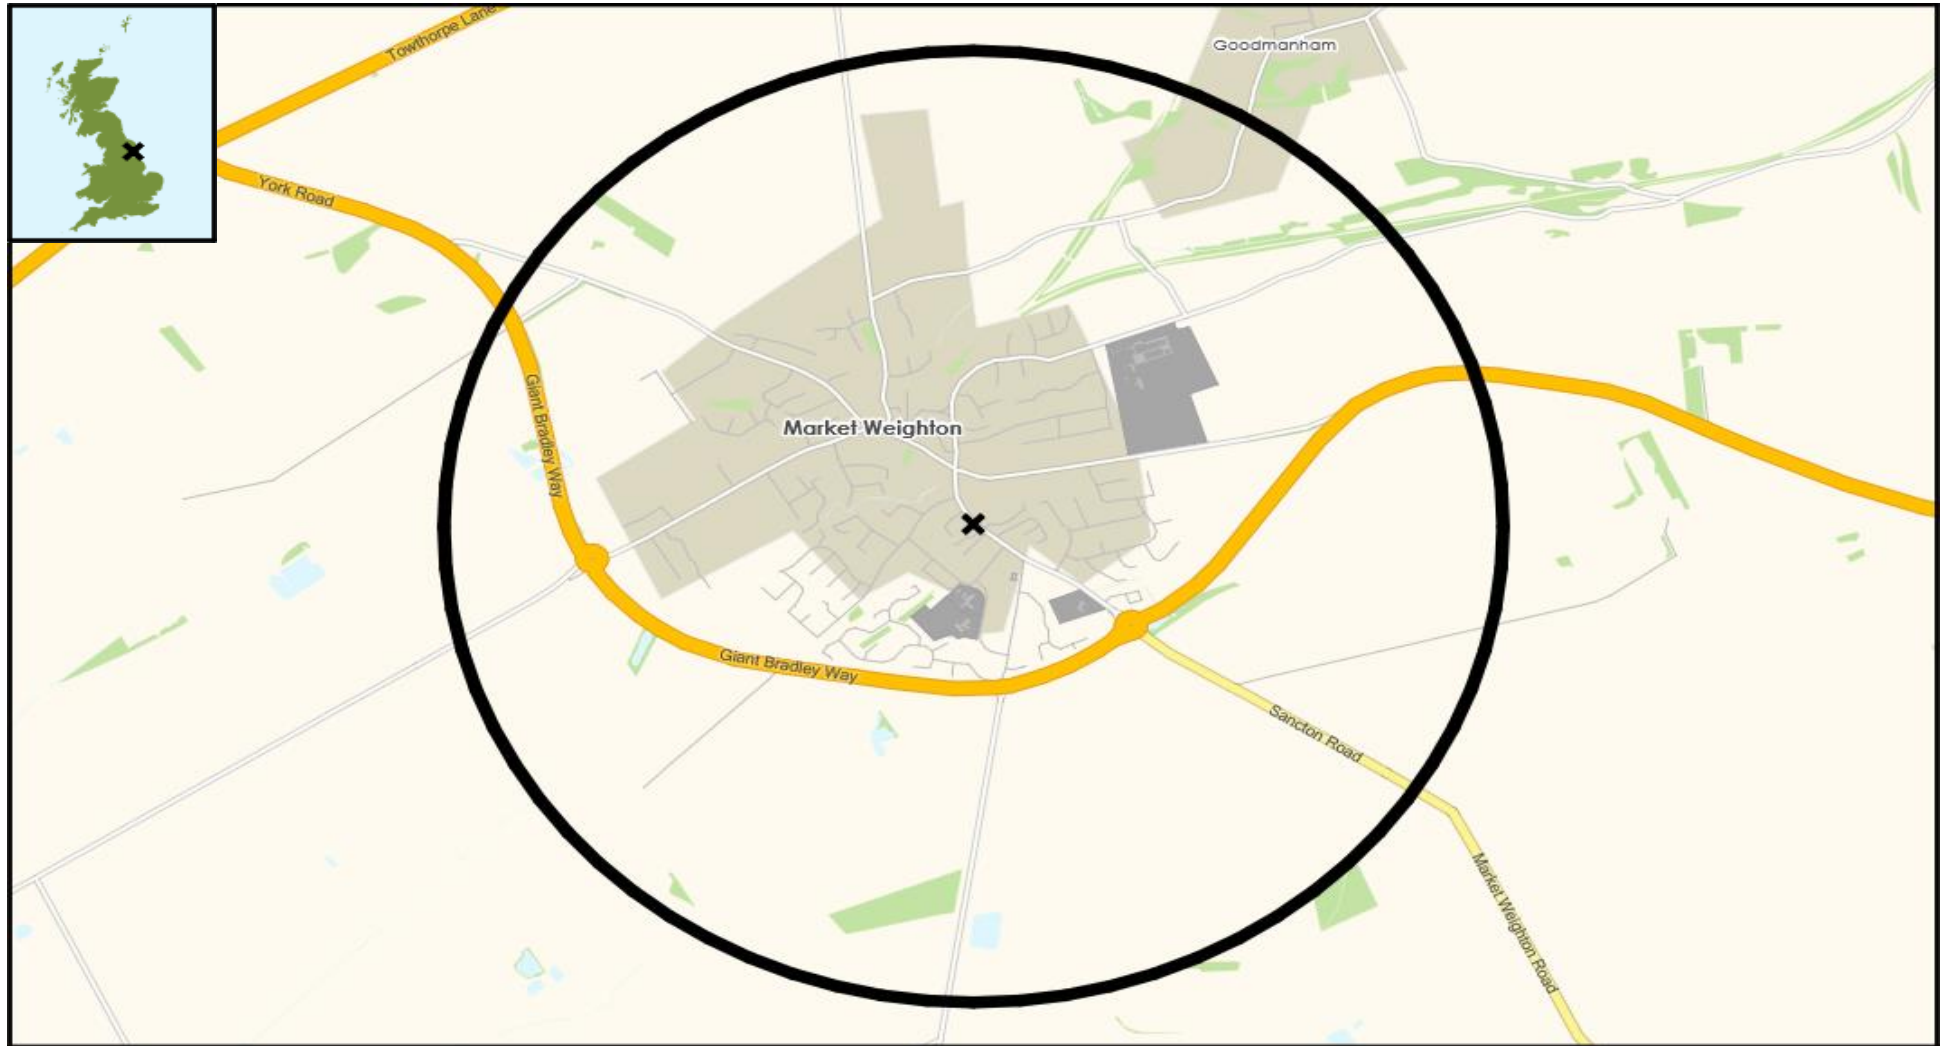 Towthorpe Lane
Goodmanham
York Road
Giant Bradley Way
Market Weighton
Giant Bradley Way
Sancton Road
Market Weighton Road